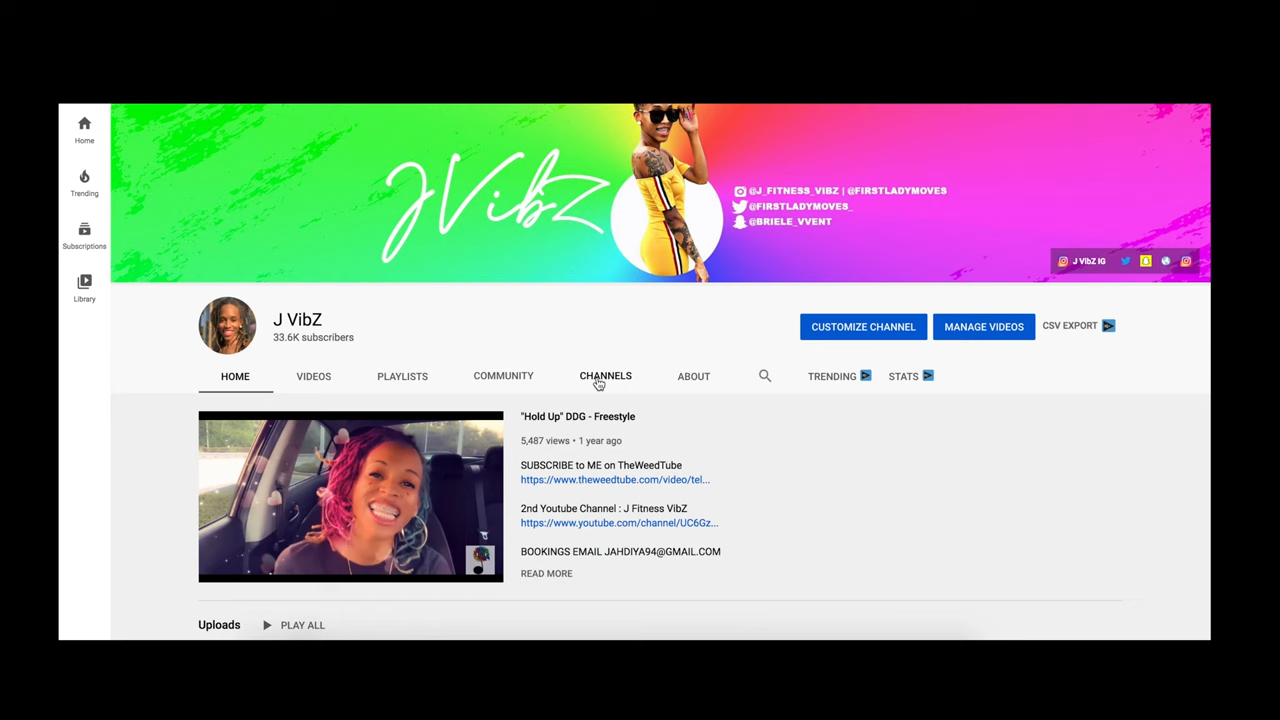 Home
Trending
Subscriptions
Library
J VibZ
@J_FITNESS_VIBZ | @FIRSTLADYMOVES
@FIRSTLADYMOVES_
@BRIELE_VVENT
J VibZ IG
J VibZ
33.6K subscribers
CUSTOMIZE CHANNEL
MANAGE VIDEOS
CSV EXPORT
HOME
VIDEOS
PLAYLISTS
COMMUNITY
CHANNELS
ABOUT
TRENDING
STATS
"Hold Up" DDG - Freestyle
5,487 views • 1 year ago
SUBSCRIBE to ME on TheWeedTube
https://www.theweedtube.com/video/tel...
2nd Youtube Channel : J Fitness VibZ
https://www.youtube.com/channel/UC6Gz...
BOOKINGS EMAIL JAHDIYA94@GMAIL.COM
READ MORE
Uploads
PLAY ALL